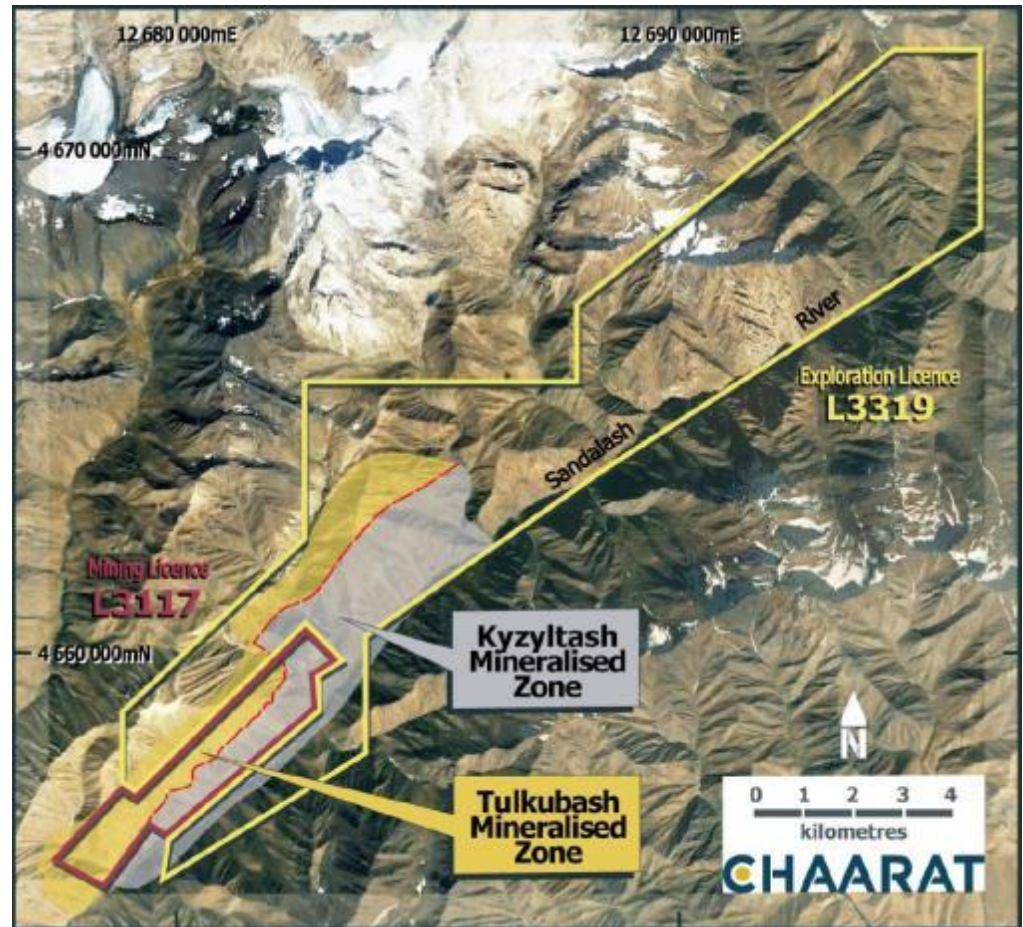 12 680 000mE
12 690 000mE
4 670 000mN
River
Exploration Licence
L3319
Sandalash
Mining Licence
L3117
4 660 000mN
Kyzyltash
Mineralised
Zone
N
Tulkubash
Mineralised
Zone
0 1 2 3 4
kilometres
CHAARAT